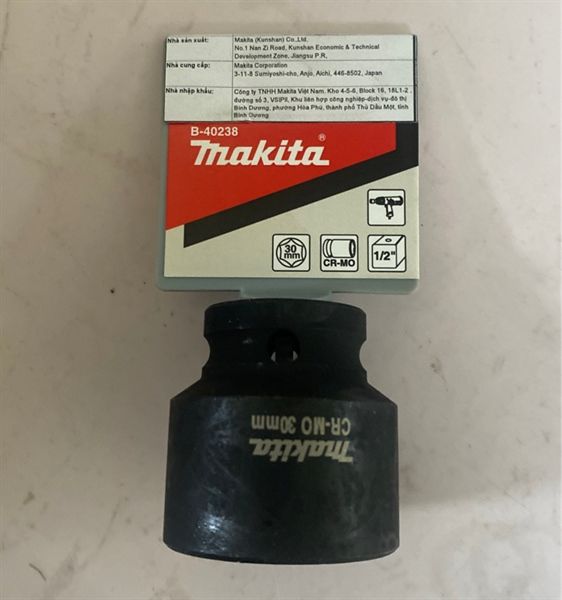 Nhà sản xuất: Makita (Kunshan) Co.,Ltd.
No.1 Nan Zi Road, Kunshan Economic & Technical
Development Zone, Jiangsu P.R,
Nhà cung cấp: Makita Corporation
3-11-8 Sumiyoshi-cho, Anjo, Aichi, 446-8502, Japan
Nhà nhập khẩu: Công ty TNHH Makita Việt Nam. Kho 4-5-6, Block 16, 18L1-2 ,
đường số 3, VSIPII, Khu liên hợp công nghiệp-dịch vụ-đô thị
Bình Dương, phường Hòa Phú, thành phố Thủ Dầu Một, tỉnh
Bình Dương
B-40238
makita®
30
mm
CR-MO
1/2"
CR-MO 30mm
makita